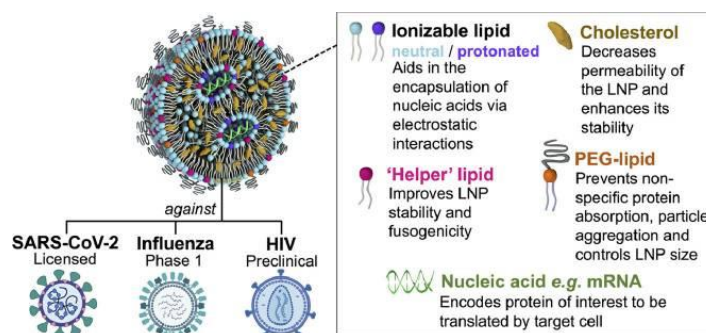 against
SARS-CoV-2
Licensed
Influenza
Phase 1
HIV
Preclinical
Ionizable lipid
neutral / protonated
Aids in the
encapsulation of
nucleic acids via
electrostatic
interactions
Cholesterol
Decreases
permeability of
the LNP and
enhances its
stability
'Helper' lipid
Improves LNP
stability and
fusogenicity
PEG-lipid
Prevents non-
specific protein
absorption, particle
aggregation and
controls LNP size
Nucleic acid e.g. mRNA
Encodes protein of interest to be
translated by target cell